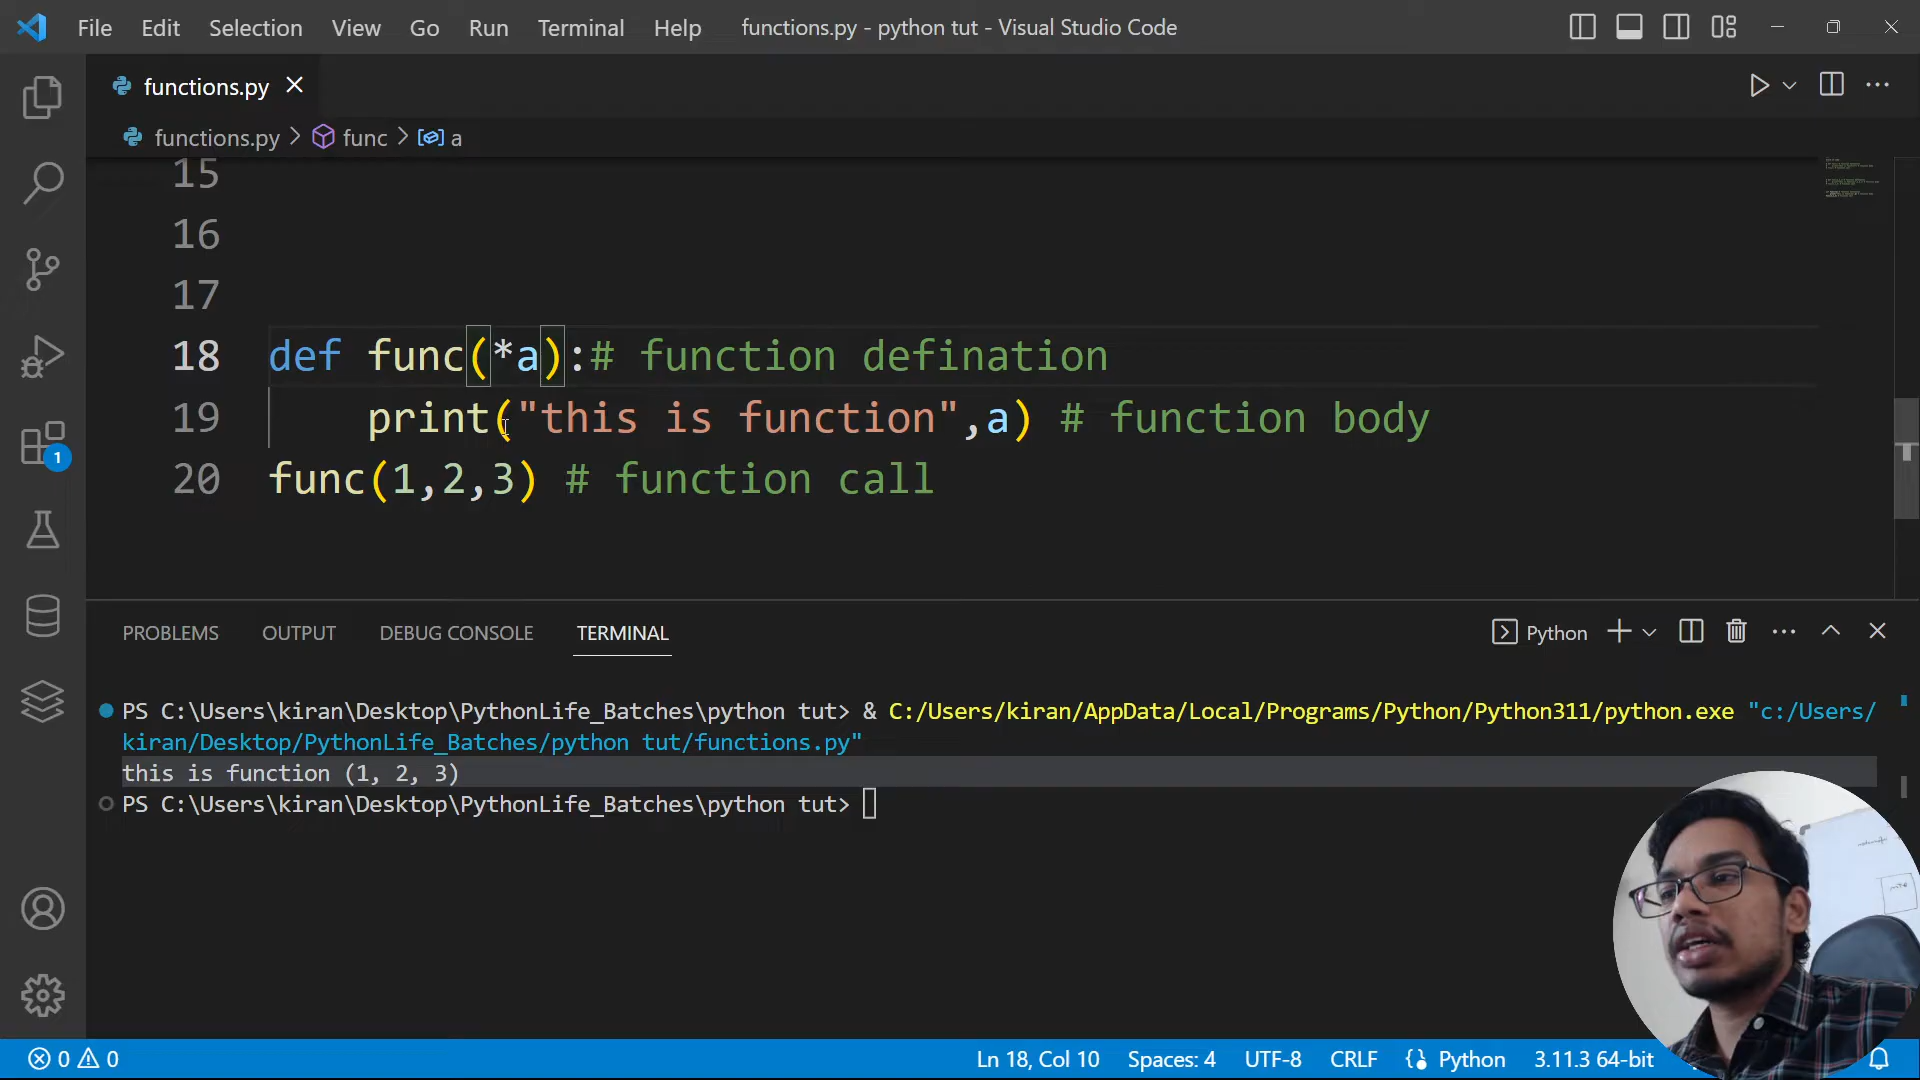 File Edit Selection View Go Run Terminal Help functions.py - python tut - Visual Studio Code
functions.py
functions.py > func > a
15
16
17
18 def func(*a):# function defination
19 print("this is function",a) # function body
20 func(1,2,3) # function call
1
PROBLEMS OUTPUT DEBUG CONSOLE TERMINAL Python
PS C:\Users\kiran\Desktop\PythonLife_Batches\python tut> & C:/Users/kiran/AppData/Local/Programs/Python/Python311/python.exe "c:/Users/
kiran/Desktop/PythonLife_Batches/python tut/functions.py"
this is function (1, 2, 3)
PS C:\Users\kiran\Desktop\PythonLife_Batches\python tut>
0 0 Ln 18, Col 10 Spaces: 4 UTF-8 CRLF Python 3.11.3 64-bit